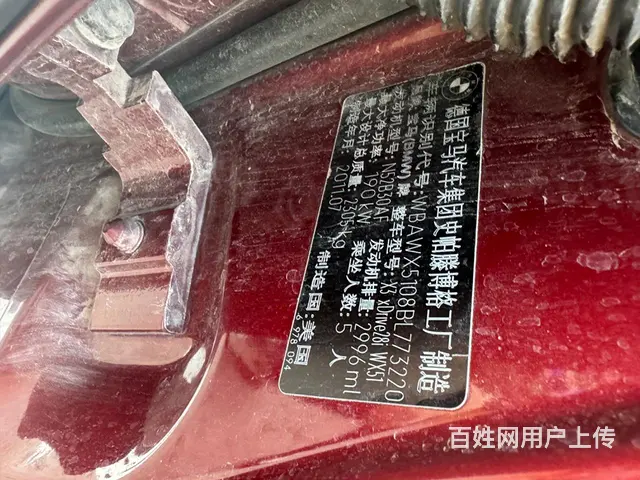 德国宝马汽车集团史帕滕博格工厂制造
车辆识别代号:WBAWX5108BL773220
品牌:宝马(BMW)牌 整车型号:X3 xDrive28i WX51
发动机型号:N52B30AF 发动机排量:2996 ml
最大净功率:190 kW 乘坐人数:5 人
最大设计总质量:2305 kg
制造年月:2011.07 制造国:美国
6 978 094
百姓网用户上传